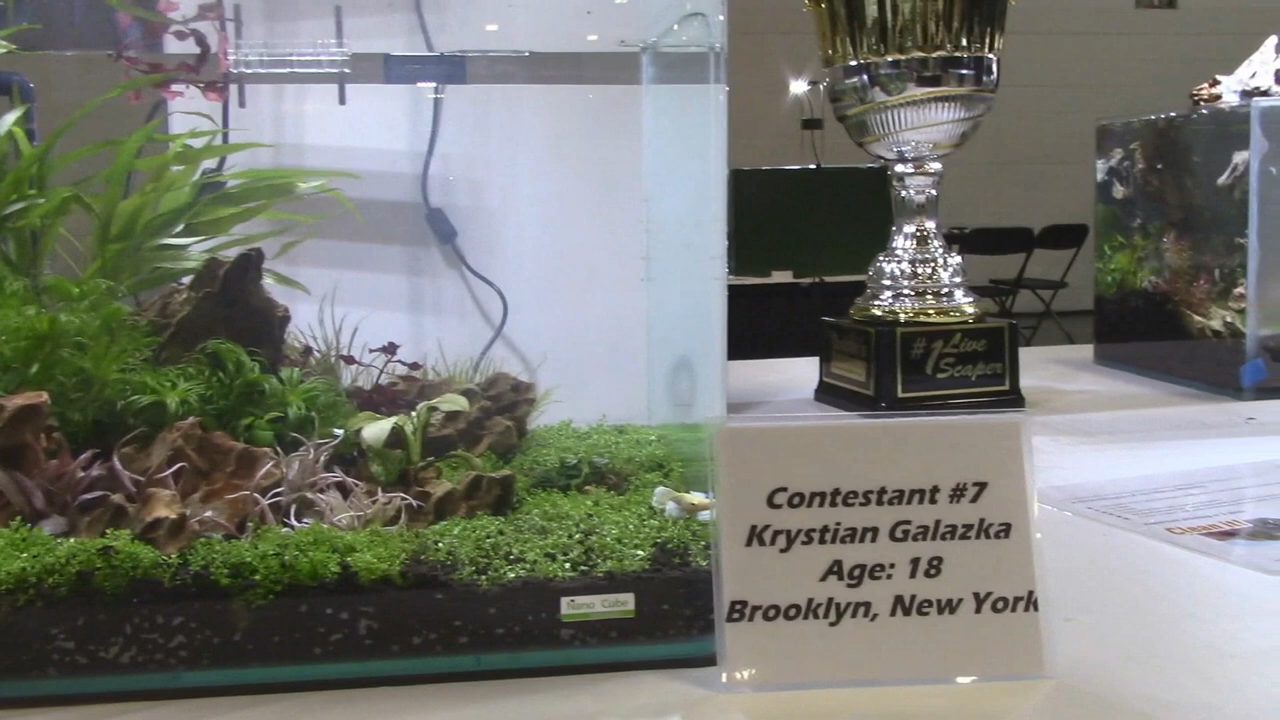 #1 Live
Scaper
Contestant #7
Krystian Galazka
Age: 18
Brooklyn, New York
Nano Cube